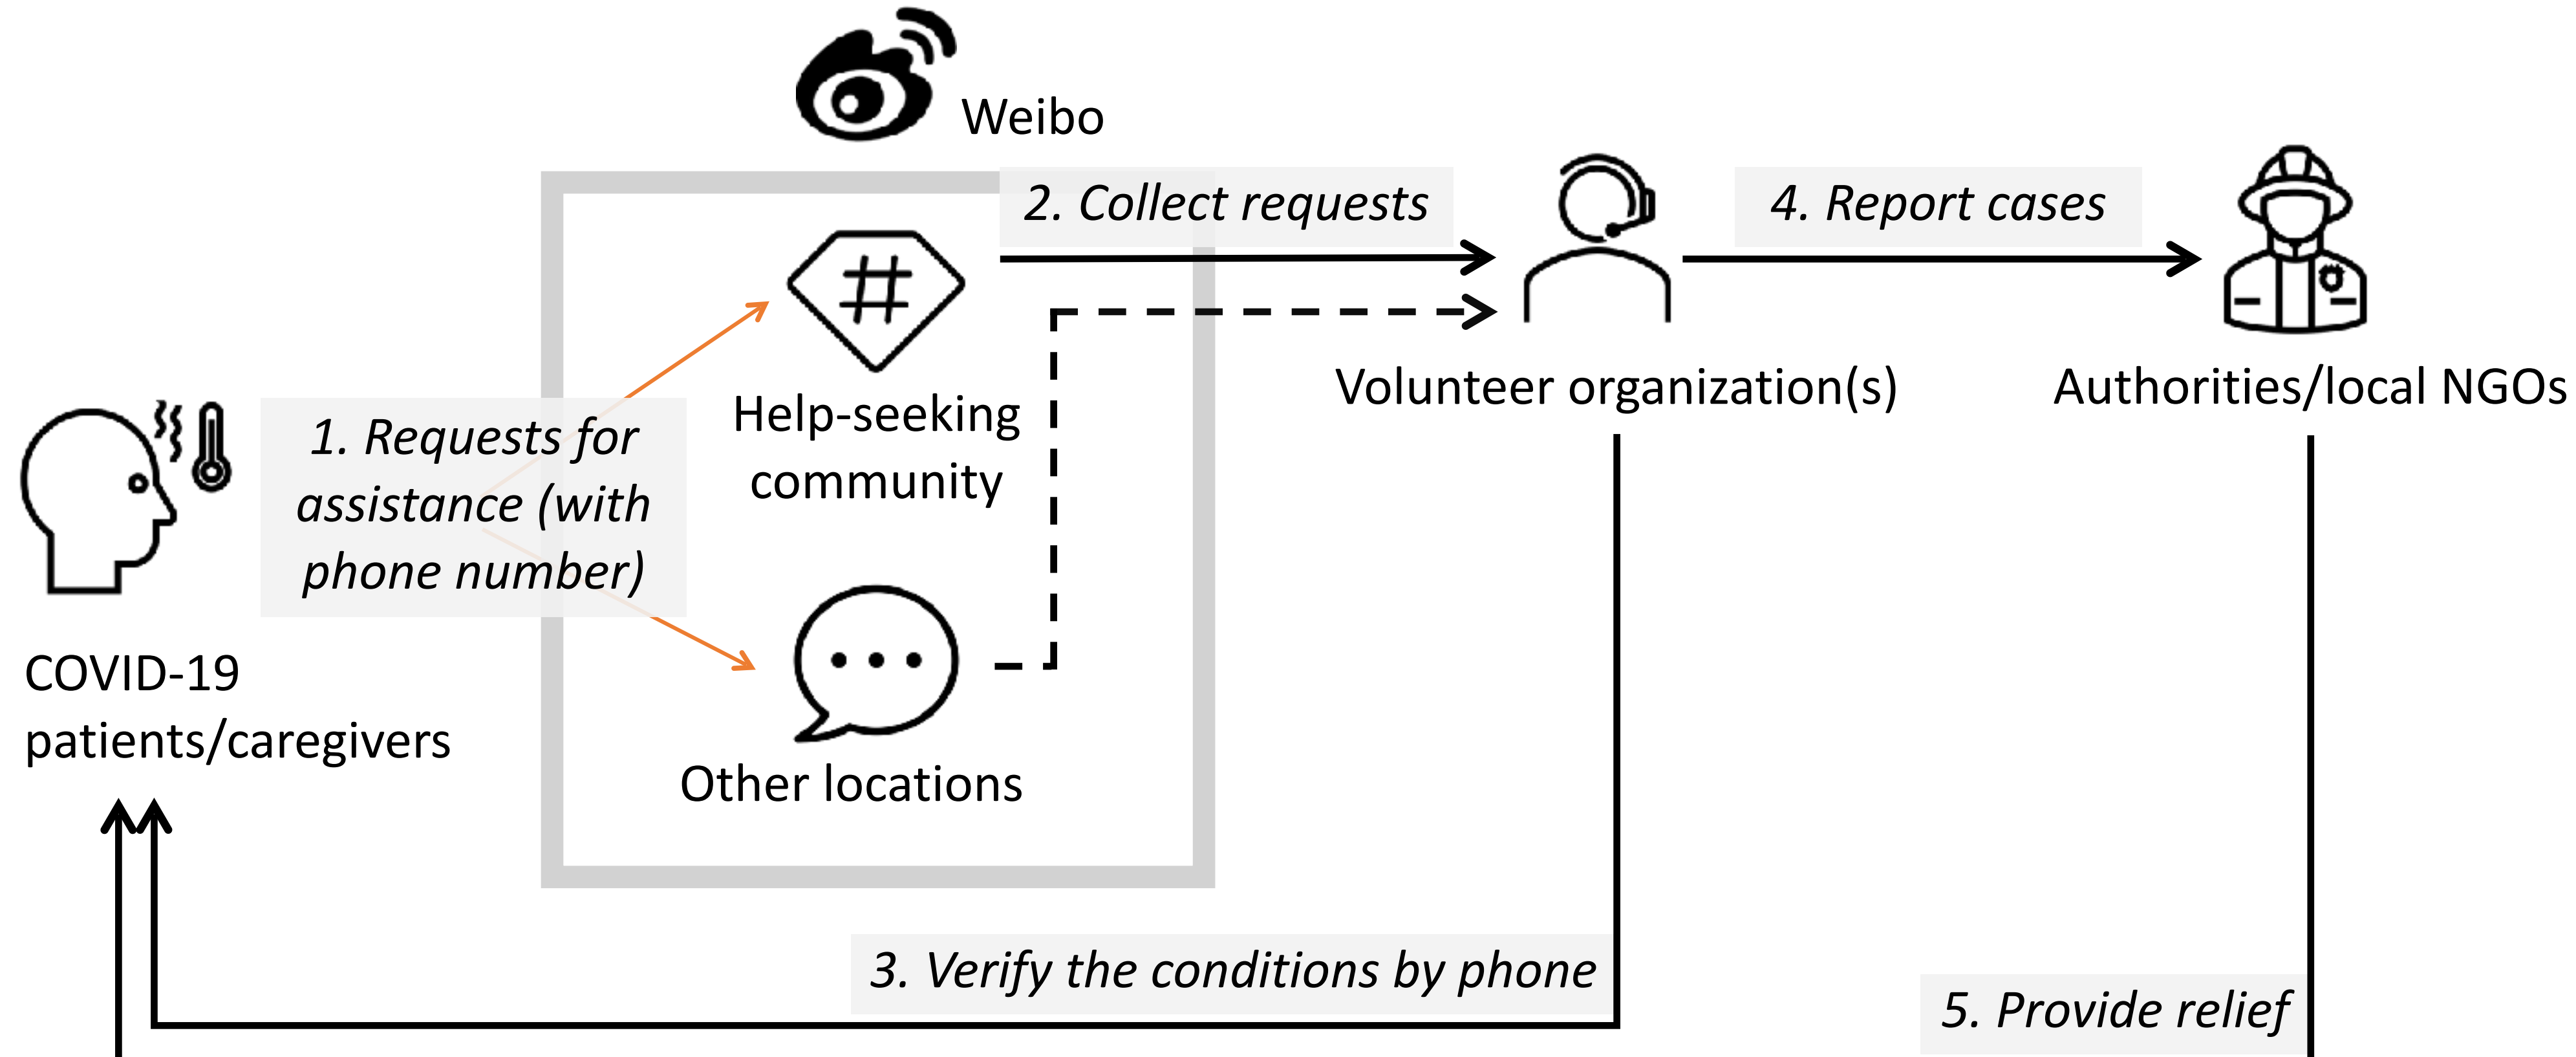 Weibo
2. Collect requests
4. Report cases
#
Help-seeking
community
Volunteer organization(s)
Authorities/local NGOs
1. Requests for
assistance (with
phone number)
COVID-19
patients/caregivers
Other locations
3. Verify the conditions by phone
5. Provide relief